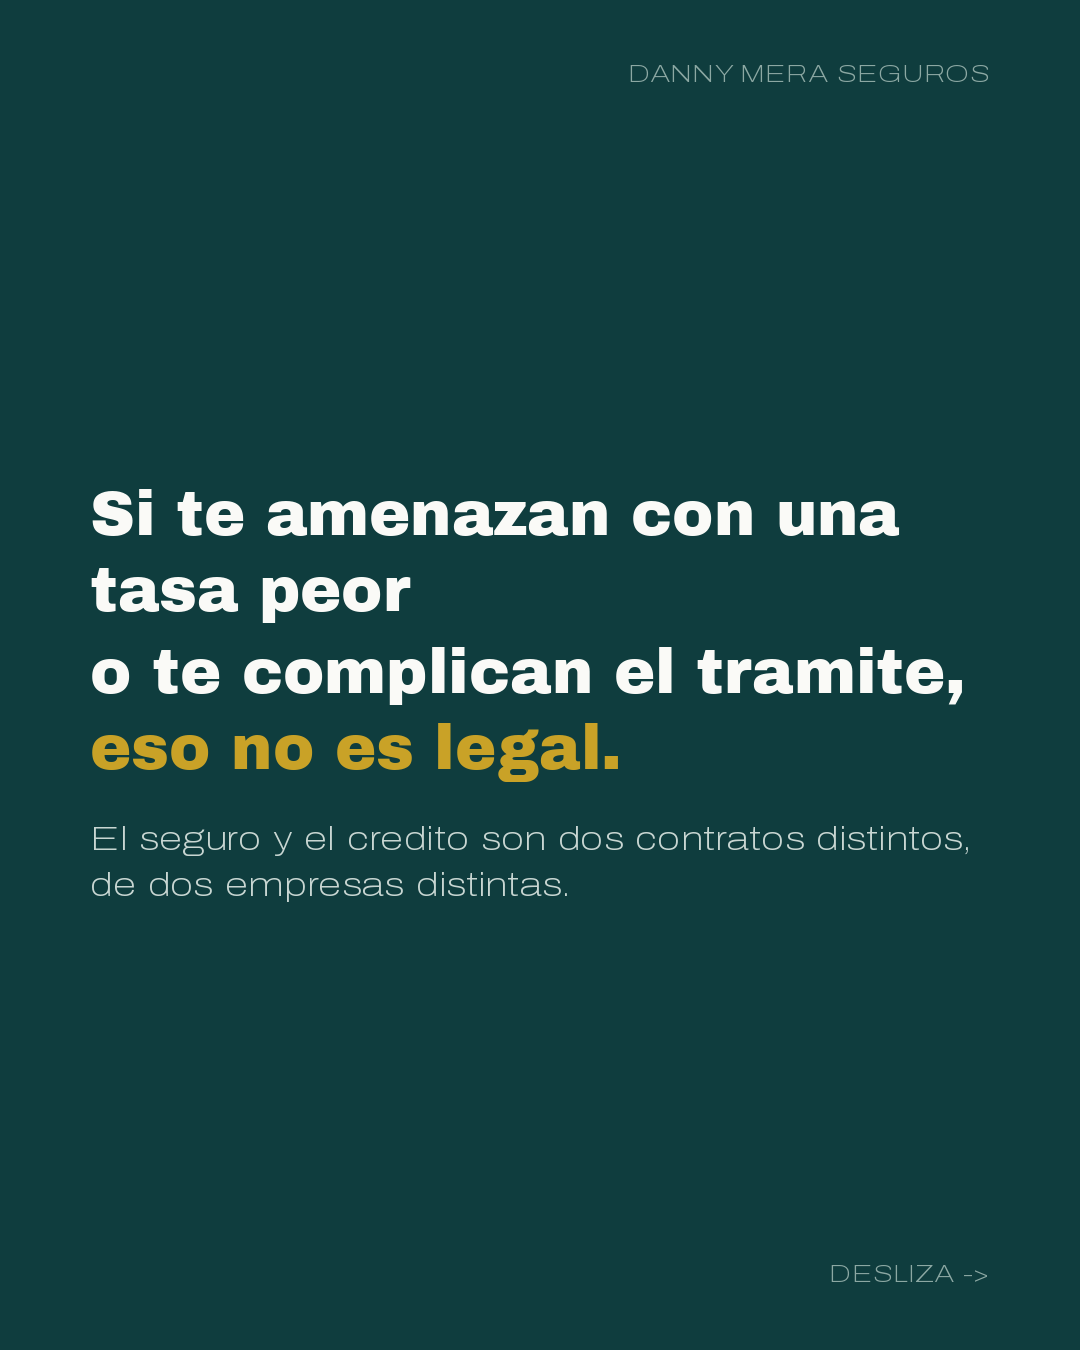 DANNY MERA SEGUROS
Si te amenazan con una
tasa peor
o te complican el tramite,
eso no es legal.
El seguro y el credito son dos contratos distintos,
de dos empresas distintas.
DESLIZA ->